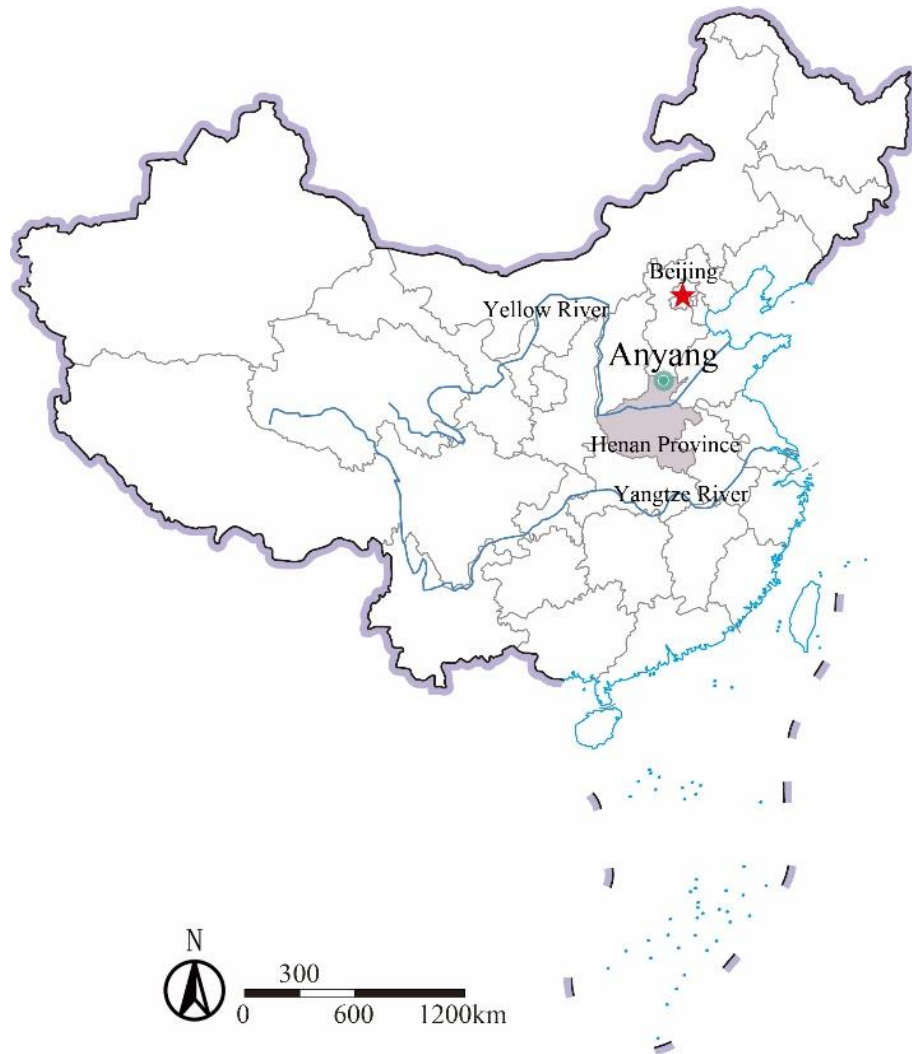 Beijing
Yellow River
Anyang
Henan Province
Yangtze River
N
300
0 600 1200km